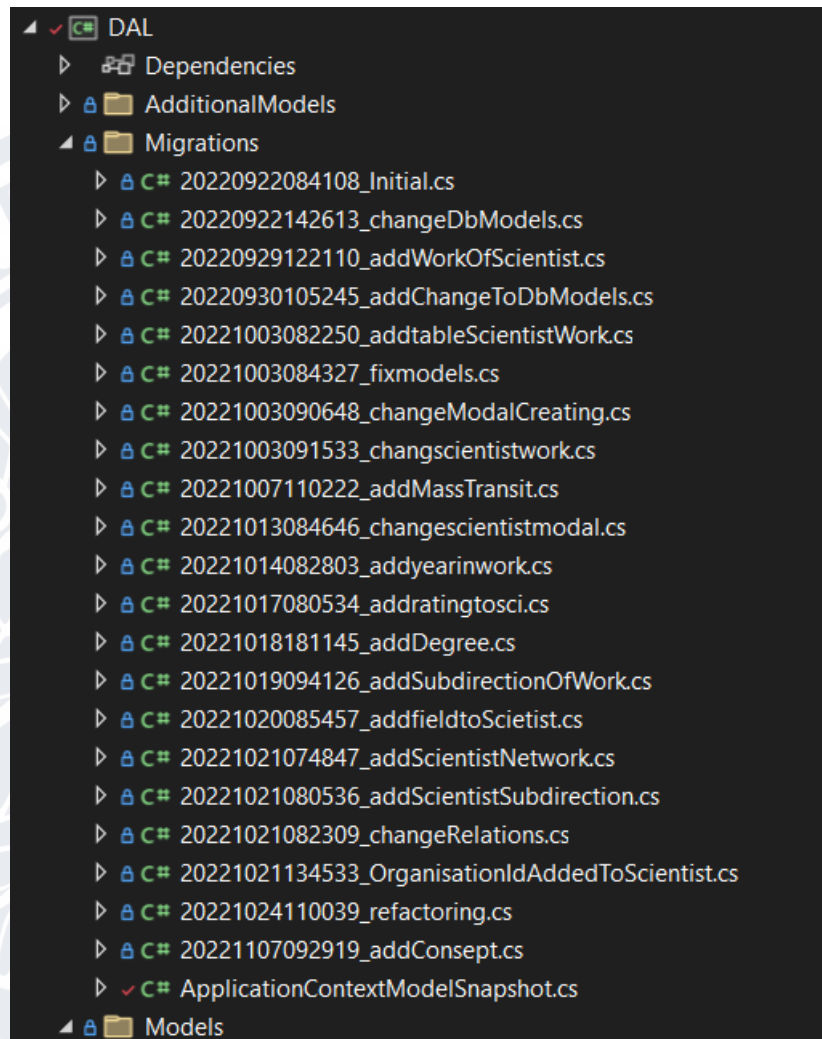 C# DAL
Dependencies
AdditionalModels
Migrations
C# 20220922084108_Initial.cs
C# 20220922142613_changeDbModels.cs
C# 20220929122110_addWorkOfScientist.cs
C# 20220930105245_addChangeToDbModels.cs
C# 20221003082250_addtableScientistWork.cs
C# 20221003084327_fixmodels.cs
C# 20221003090648_changeModalCreating.cs
C# 20221003091533_changscientistwork.cs
C# 20221007110222_addMassTransit.cs
C# 20221013084646_changescientistmodal.cs
C# 20221014082803_addyearinwork.cs
C# 20221017080534_addratingtosci.cs
C# 20221018181145_addDegree.cs
C# 20221019094126_addSubdirectionOfWork.cs
C# 20221020085457_addfieldtoScietist.cs
C# 20221021074847_addScientistNetwork.cs
C# 20221021080536_addScientistSubdirection.cs
C# 20221021082309_changeRelations.cs
C# 20221021134533_OrganisationIdAddedToScientist.cs
C# 20221024110039_refactoring.cs
C# 20221107092919_addConsept.cs
C# ApplicationContextModelSnapshot.cs
Models